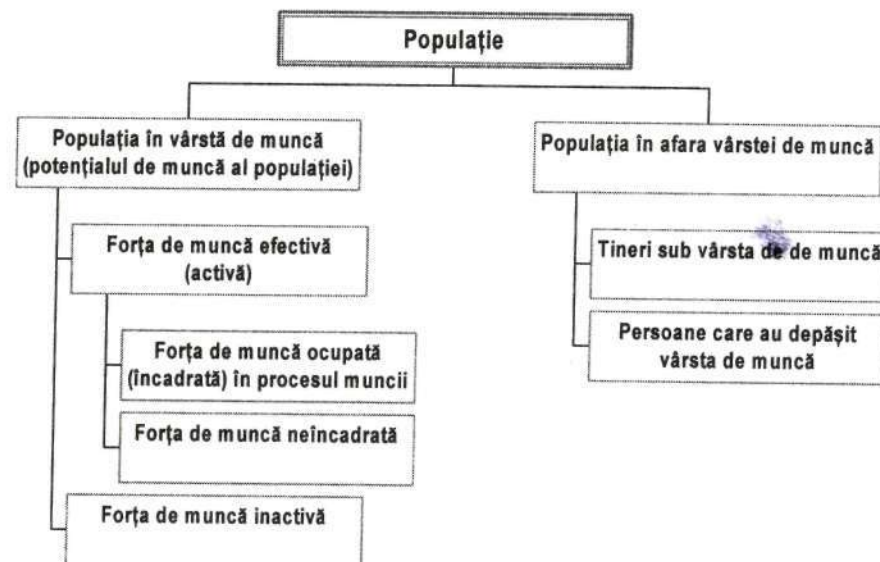 Populație
Populația în vârstă de muncă
(potențialul de muncă al populației)
Forța de muncă efectivă
(activă)
Forța de muncă ocupată
(încadrată) în procesul muncii
Forța de muncă neîncadrată
Forța de muncă inactivă
Populația în afara vârstei de muncă
Tineri sub vârsta de de muncă
Persoane care au depășit
vârsta de muncă